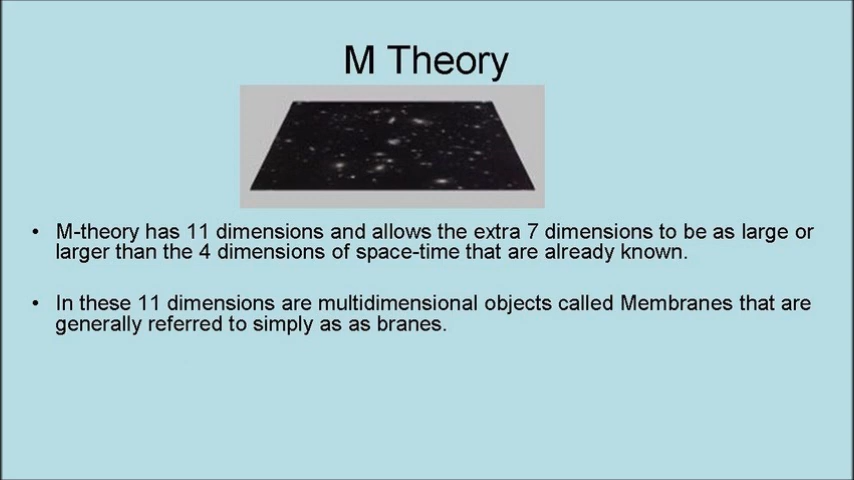 M Theory
• M-theory has 11 dimensions and allows the extra 7 dimensions to be as large or
larger than the 4 dimensions of space-time that are already known.
• In these 11 dimensions are multidimensional objects called Membranes that are
generally referred to simply as as branes.